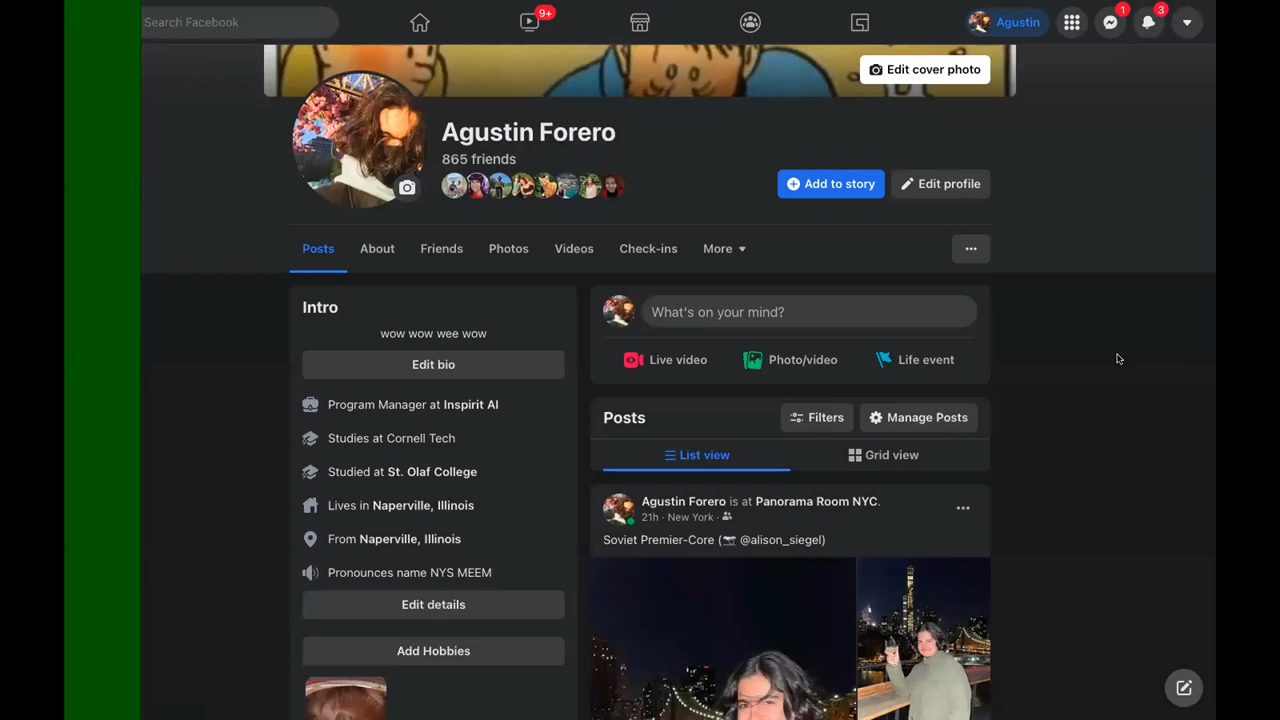 Search Facebook
9+
Agustin
1
3
Edit cover photo
Agustin Forero
865 friends
Add to story
Edit profile
Posts
About
Friends
Photos
Videos
Check-ins
More
Intro
wow wow wee wow
Edit bio
Program Manager at Inspirit AI
Studies at Cornell Tech
Studied at St. Olaf College
Lives in Naperville, Illinois
From Naperville, Illinois
Pronounces name NYS MEEM
Edit details
Add Hobbies
What's on your mind?
Live video
Photo/video
Life event
Posts
Filters
Manage Posts
List view
Grid view
Agustin Forero is at Panorama Room NYC.
21h · New York ·
Soviet Premier-Core (📷 @alison_siegel)